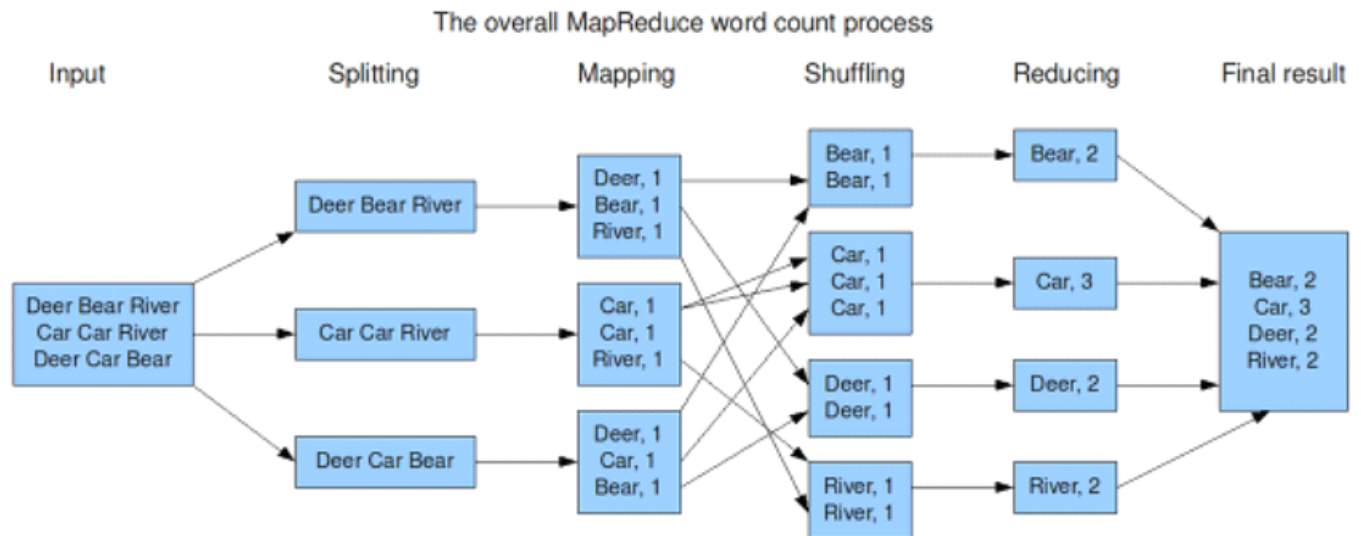 The overall MapReduce word count process
Input
Splitting
Mapping
Shuffling
Reducing
Final result
Deer Bear River
Car Car River
Deer Car Bear
Deer Bear River
Car Car River
Deer Car Bear
Deer, 1
Bear, 1
River, 1
Car, 1
Car, 1
River, 1
Deer, 1
Car, 1
Bear, 1
Bear, 1
Bear, 1
Car, 1
Car, 1
Car, 1
Deer, 1
Deer, 1
River, 1
River, 1
Bear, 2
Car, 3
Deer, 2
River, 2
Bear, 2
Car, 3
Deer, 2
River, 2